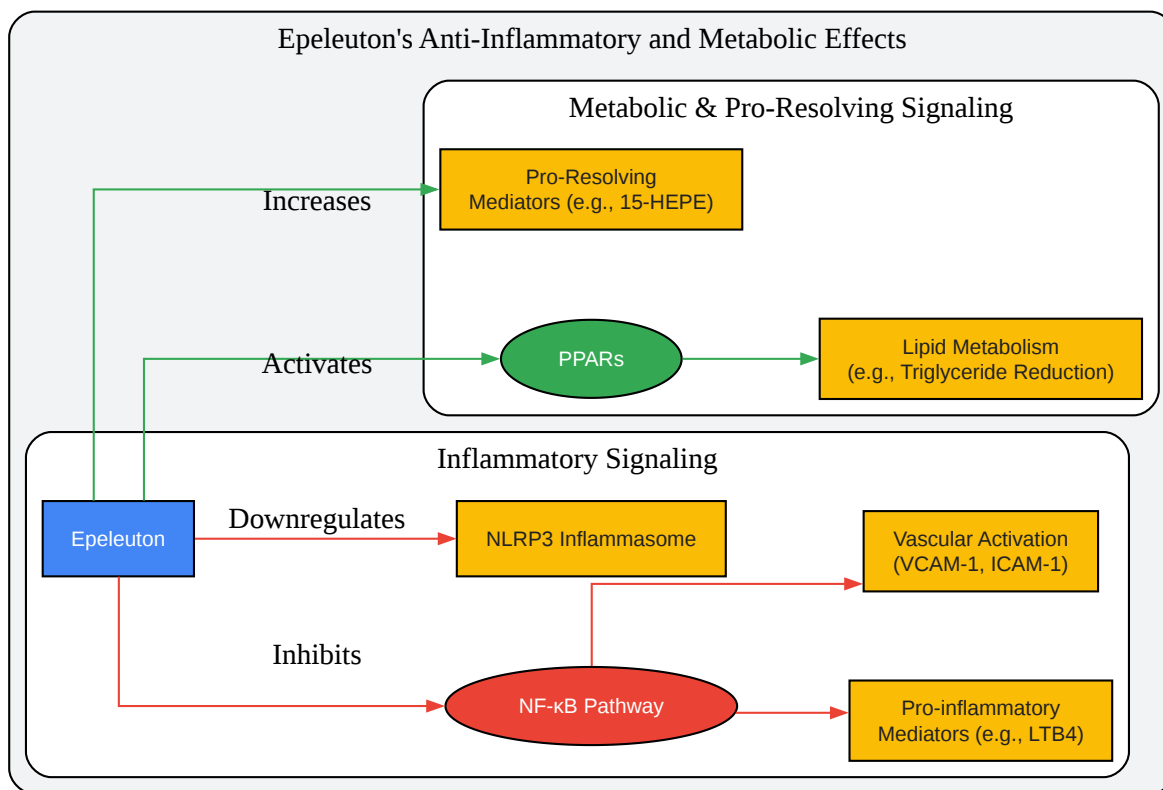 Epeleuton's Anti-Inflammatory and Metabolic Effects
Metabolic & Pro-Resolving Signaling
Pro-Resolving
Mediators (e.g., 15-HEPE)
Increases
Activates
PPARs
Lipid Metabolism
(e.g., Triglyceride Reduction)
Inflammatory Signaling
Epeleuton
Downregulates
NLRP3 Inflammasome
Vascular Activation
(VCAM-1, ICAM-1)
Inhibits
NF-κB Pathway
Pro-inflammatory
Mediators (e.g., LTB4)